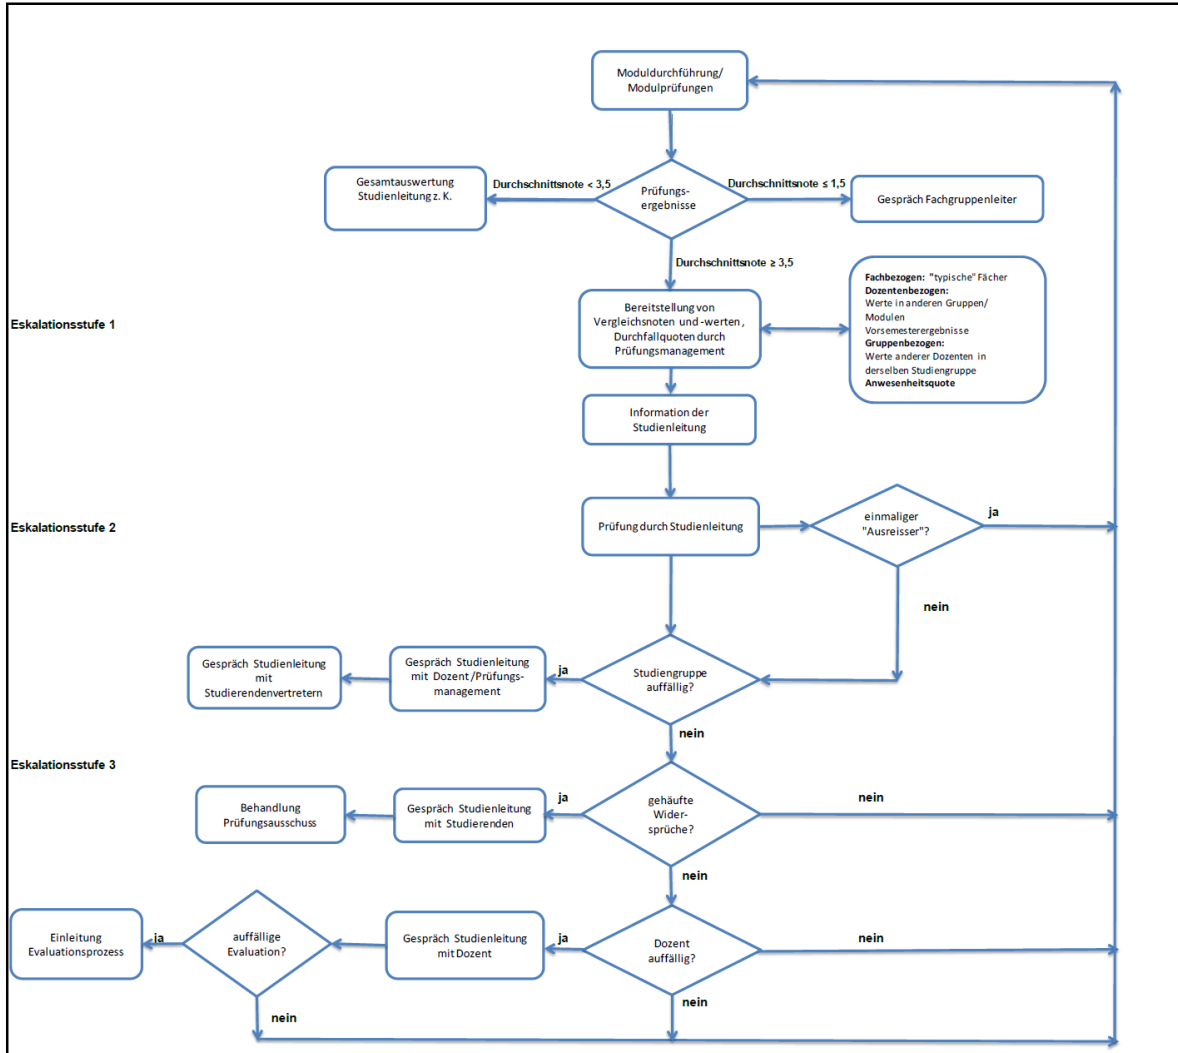 Moduldurchführung/
Modulprüfungen
Gesamtauswertung
Studienleitung z. K.
Durchschnittsnote < 3,5
Prüfungs-
ergebnisse
Durchschnittsnote ≤ 1,5
Gespräch Fachgruppenleiter
Durchschnittsnote ≥ 3,5
Eskalationsstufe 1
Bereitstellung von
Vergleichsnoten und -werten,
Durchfallquoten durch
Prüfungsmanagement
Fachbezogen: "typische" Fächer
Dozentenbezogen:
Werte in anderen Gruppen/
Modulen
Vorsemesterergebnisse
Gruppenbezogen:
Werte anderer Dozenten in
derselben Studiengruppe
Anwesenheitsquote
Information der
Studienleitung
Eskalationsstufe 2
Prüfung durch Studienleitung
einmaliger
"Ausreisser"?
ja
nein
Gespräch Studienleitung
mit
Studierendenvertretern
Gespräch Studienleitung
mit Dozent/Prüfungs-
management
ja
Studiengruppe
auffällig?
nein
Eskalationsstufe 3
Behandlung
Prüfungsausschuss
Gespräch Studienleitung
mit Studierenden
ja
gehäufte
Wider-
sprüche?
nein
nein
Einleitung
Evaluationsprozess
ja
auffällige
Evaluation?
Gespräch Studienleitung
mit Dozent
ja
Dozent
auffällig?
nein
nein
nein